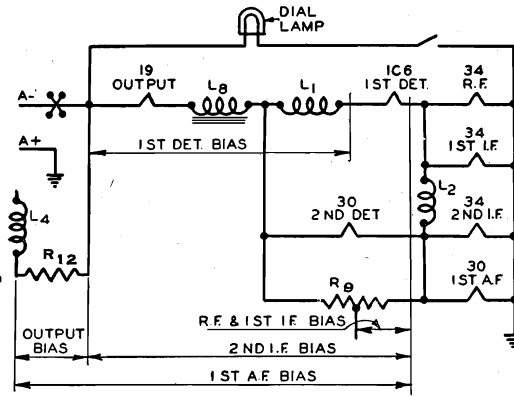 DIAL
LAMP
19
OUTPUT
L8
L1
1C6
1ST DET.
34
R.F.
A-
A+
1ST DET. BIAS
34
1ST I.F.
L2
L4
30
2ND DET
34
2ND I.F.
R12
R9
30
1ST A.F
R.F. & 1ST I.F. BIAS
OUTPUT
BIAS
2ND I.F. BIAS
1ST A.F. BIAS